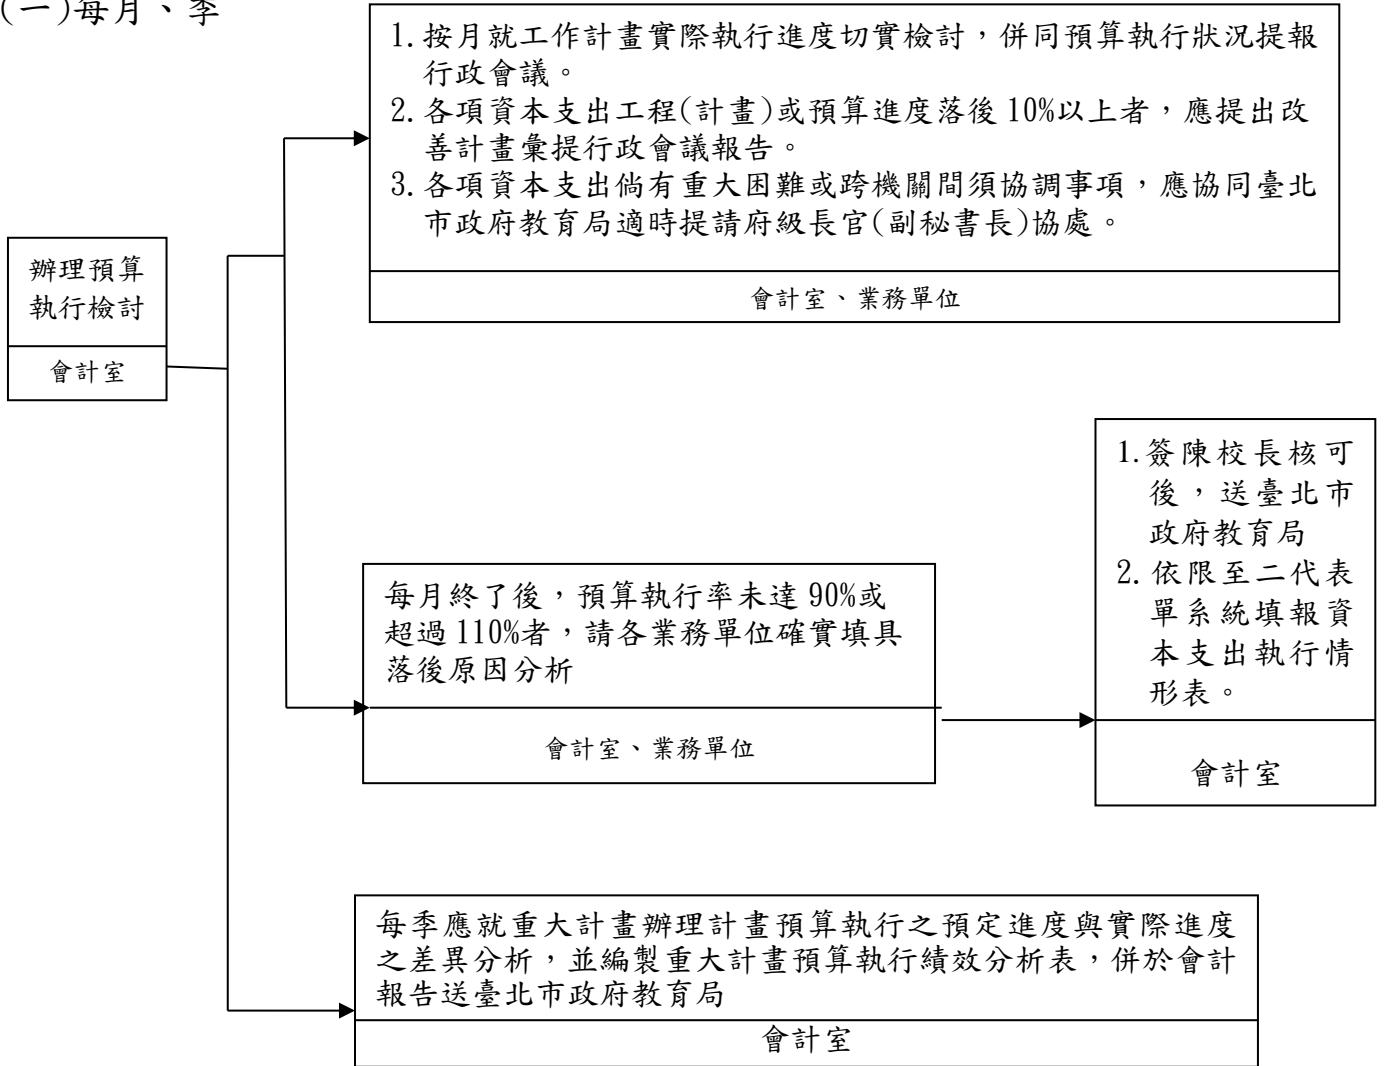 (一)每月、季
1.按月就工作計畫實際執行進度切實檢討，併同預算執行狀況提報
行政會議。
2.各項資本支出工程(計畫)或預算進度落後 10%以上者，應提出改
善計畫彙提行政會議報告。
3.各項資本支出倘有重大困難或跨機關間須協調事項，應協同臺北
市政府教育局適時提請府級長官(副秘書長)協處。
會計室、業務單位
辦理預算
執行檢討
會計室
每月終了後，預算執行率未達 90%或
超過 110%者，請各業務單位確實填具
落後原因分析
會計室、業務單位
1.簽陳校長核可
後，送臺北市
政府教育局
2.依限至二代表
單系統填報資
本支出執行情
形表。
會計室
每季應就重大計畫辦理計畫預算執行之預定進度與實際進度
之差異分析，並編製重大計畫預算執行績效分析表，併於會計
報告送臺北市政府教育局
會計室